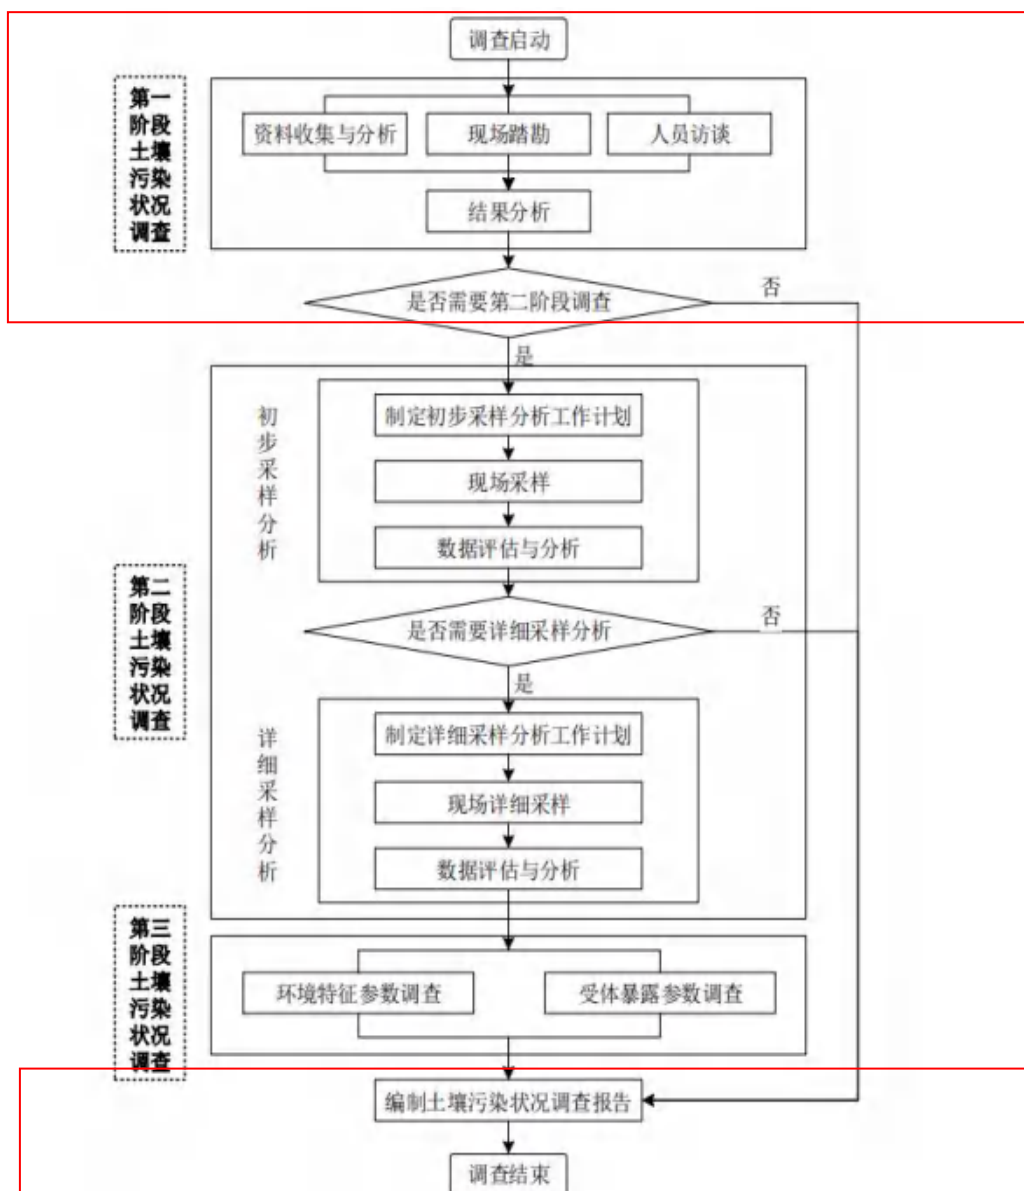 调查启动
第一
阶段
土壤
污染
状况
调查
资料收集与分析
现场踏勘
人员访谈
结果分析
是否需要第二阶段调查
否
是
初
步
采
样
分
析
制定初步采样分析工作计划
现场采样
数据评估与分析
第二
阶段
土壤
污染
状况
调查
是否需要详细采样分析
否
是
详
细
采
样
分
析
制定详细采样分析工作计划
现场详细采样
数据评估与分析
第三
阶段
土壤
污染
状况
调查
环境特征参数调查
受体暴露参数调查
编制土壤污染状况调查报告
调查结束